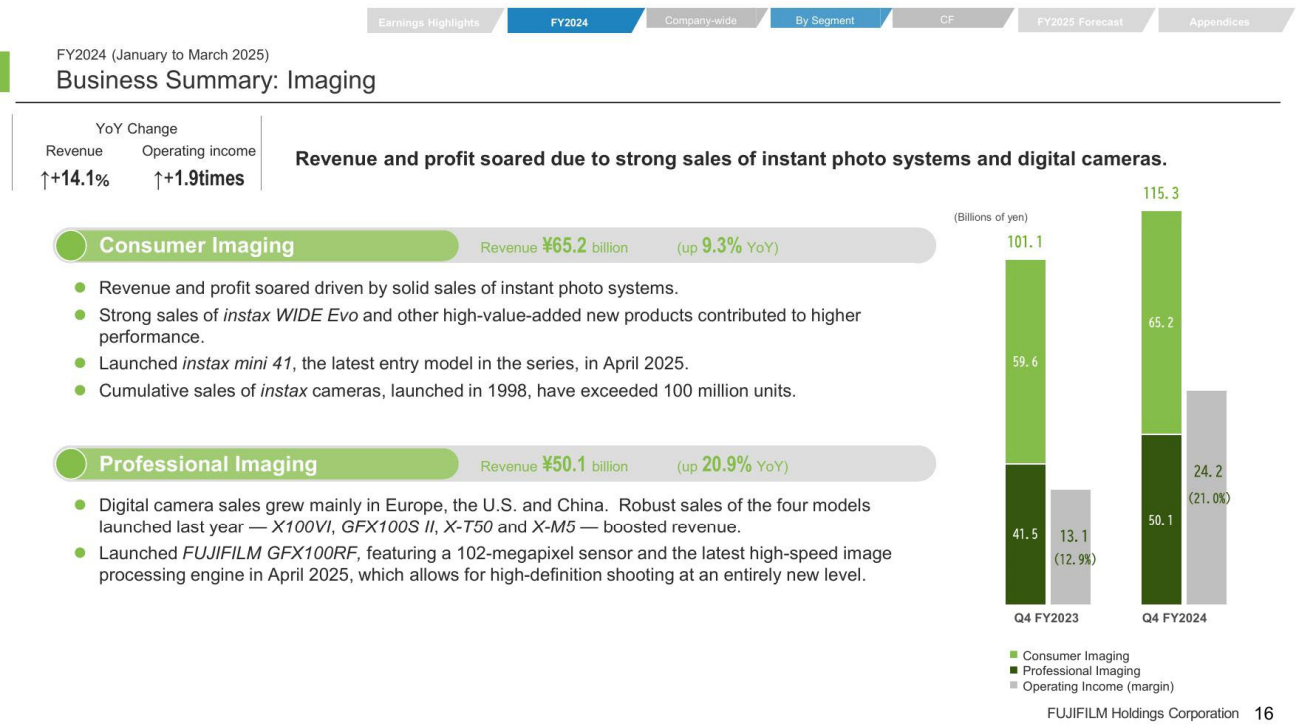 Earnings Highlights
FY2024
Company-wide
By Segment
CF
FY2025 Forecast
Appendices
FY2024 (January to March 2025)
Business Summary: Imaging
YoY Change
Revenue Operating income
↑+14.1% ↑+1.9times
Revenue and profit soared due to strong sales of instant photo systems and digital cameras.
Consumer Imaging Revenue ¥65.2 billion (up 9.3% YoY)
● Revenue and profit soared driven by solid sales of instant photo systems.
● Strong sales of instax WIDE Evo and other high-value-added new products contributed to higher
performance.
● Launched instax mini 41, the latest entry model in the series, in April 2025.
● Cumulative sales of instax cameras, launched in 1998, have exceeded 100 million units.
Professional Imaging Revenue ¥50.1 billion (up 20.9% YoY)
● Digital camera sales grew mainly in Europe, the U.S. and China. Robust sales of the four models
launched last year — X100VI, GFX100S II, X-T50 and X-M5 — boosted revenue.
● Launched FUJIFILM GFX100RF, featuring a 102-megapixel sensor and the latest high-speed image
processing engine in April 2025, which allows for high-definition shooting at an entirely new level.
(Billions of yen)
101.1
59.6
41.5
13.1
(12.9%)
Q4 FY2023
115.3
65.2
50.1
24.2
(21.0%)
Q4 FY2024
Consumer Imaging
Professional Imaging
Operating Income (margin)
FUJIFILM Holdings Corporation 16